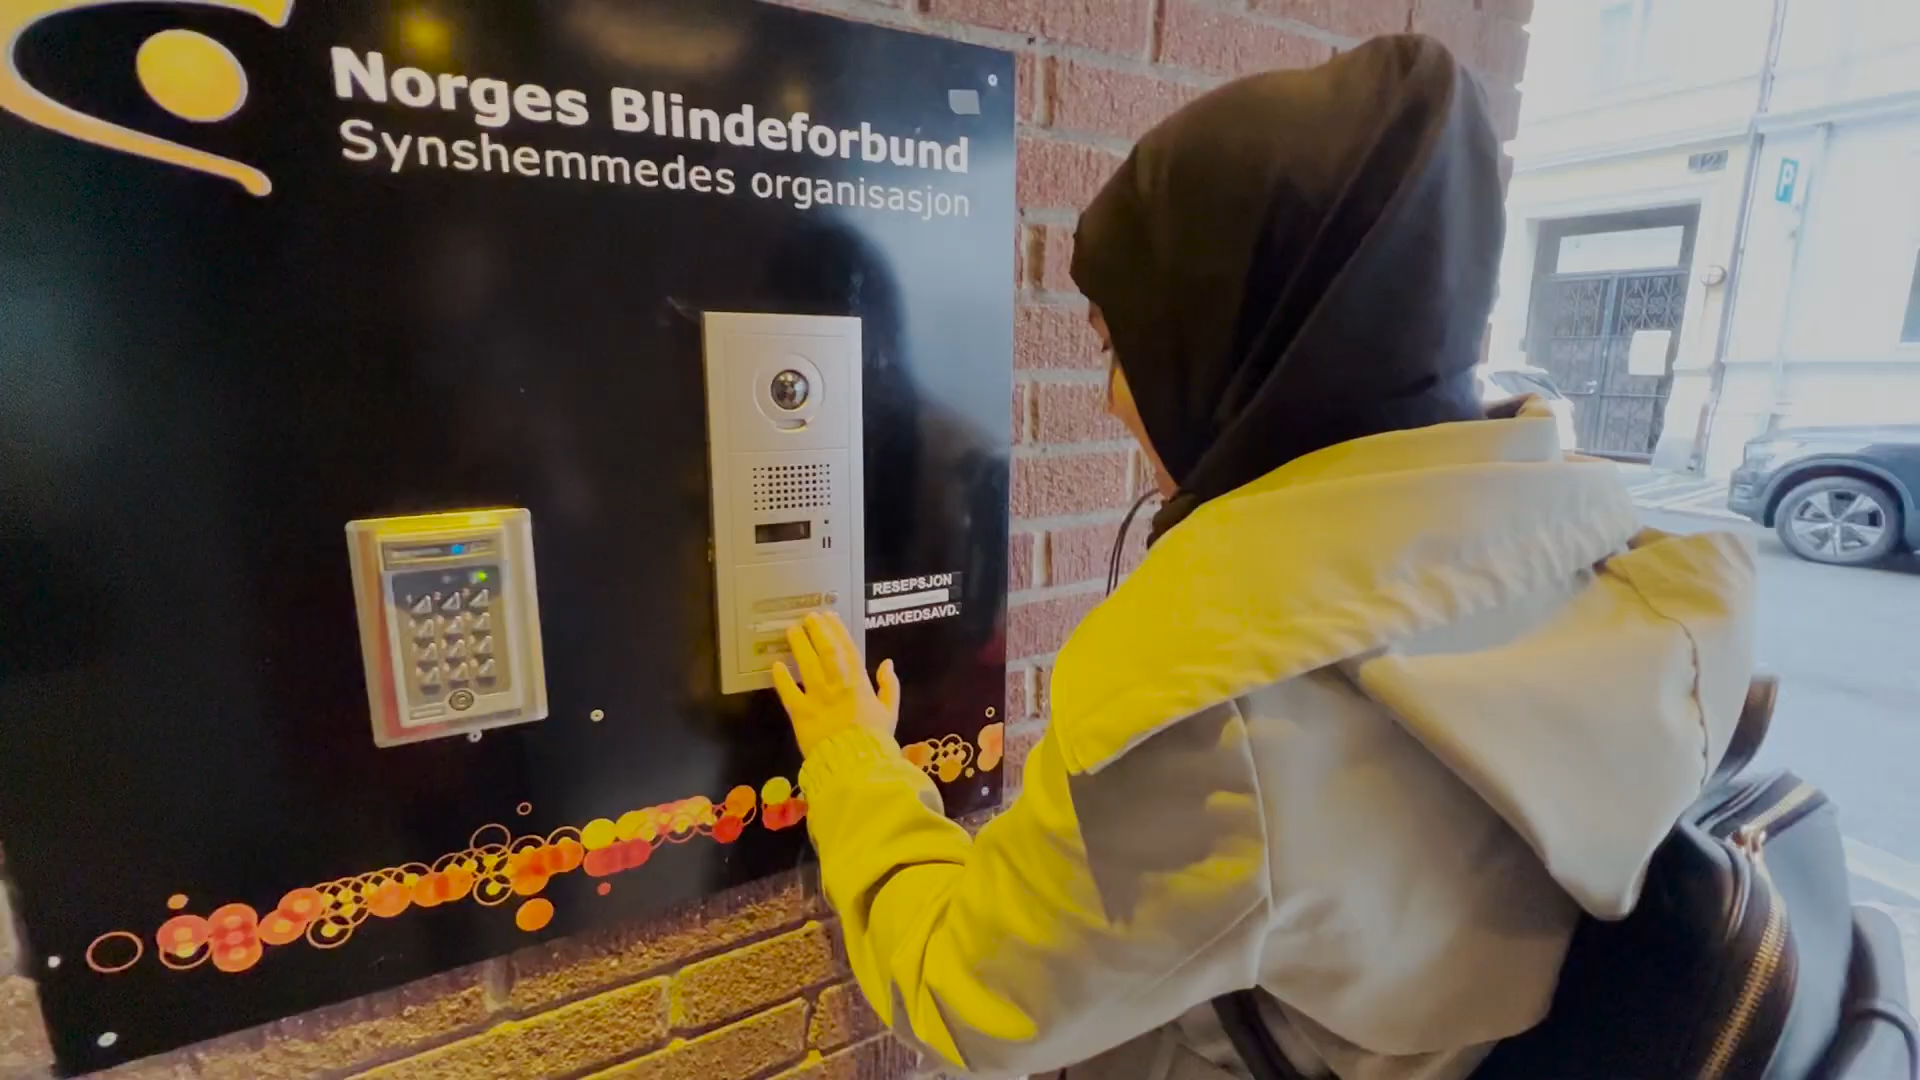 Norges Blindeforbund
Synshemmedes organisasjon
RESEPSJON
MARKEDSAVD.
P